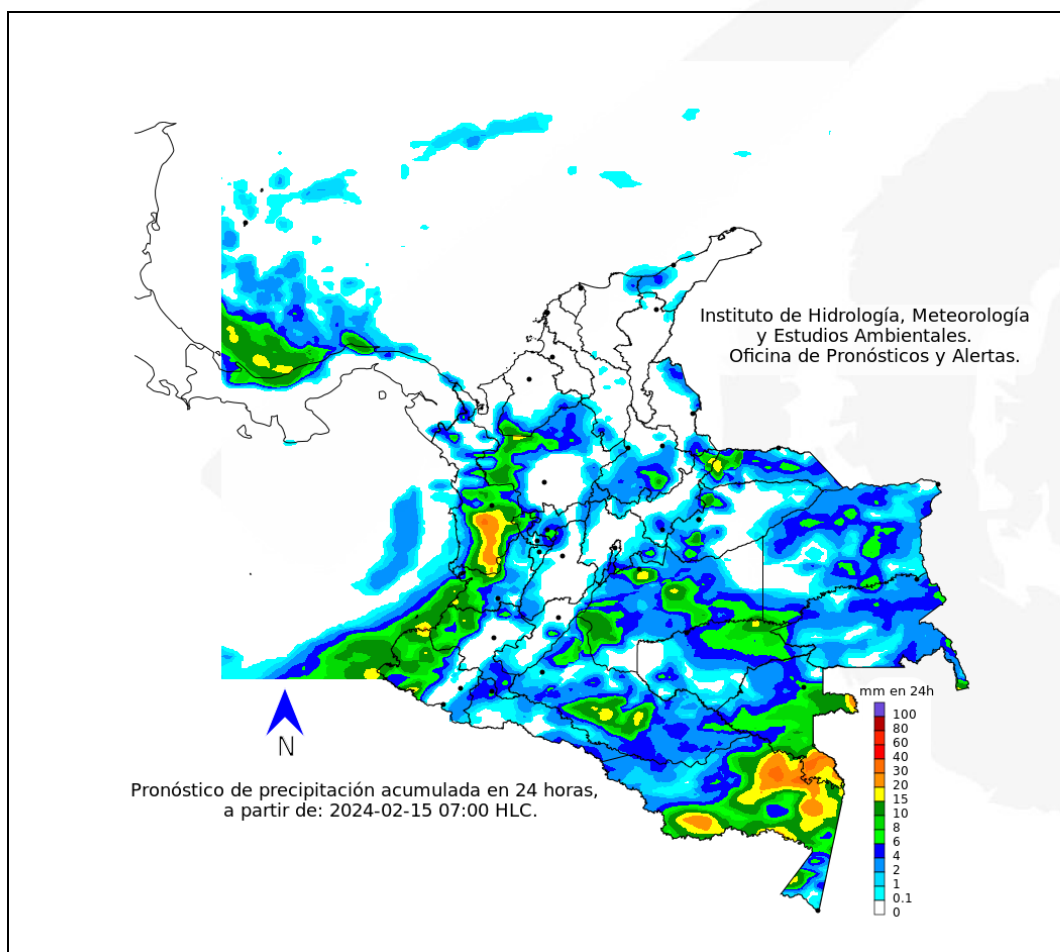 Instituto de Hidrología, Meteorología
y Estudios Ambientales.
Oficina de Pronósticos y Alertas.
mm en 24h
100
80
60
40
30
20
15
10
8
6
4
2
1
0.1
0
N
Pronóstico de precipitación acumulada en 24 horas,
a partir de: 2024-02-15 07:00 HLC.